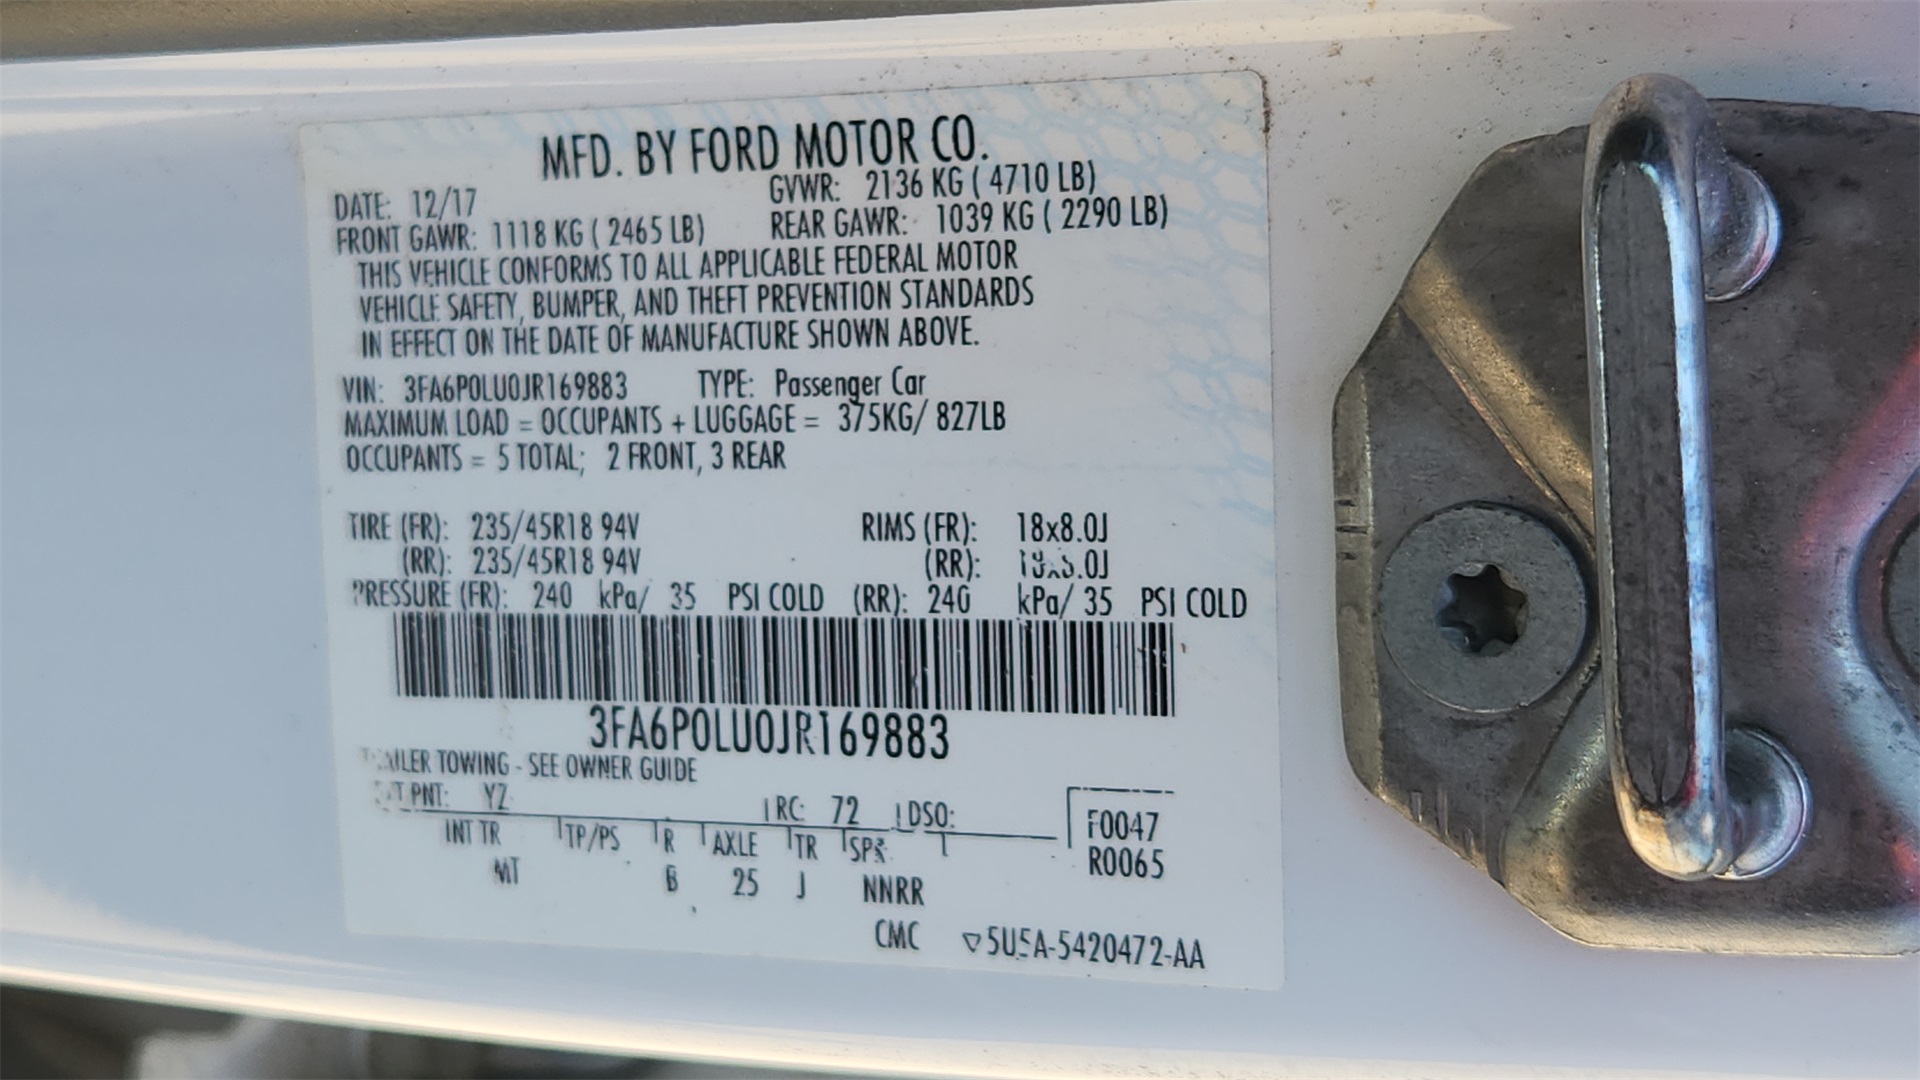 MFD. BY FORD MOTOR CO.
DATE: 12/17 GVWR: 2136 KG ( 4710 LB)
FRONT GAWR: 1118 KG ( 2465 LB) REAR GAWR: 1039 KG ( 2290 LB)
THIS VEHICLE CONFORMS TO ALL APPLICABLE FEDERAL MOTOR
VEHICLE SAFETY, BUMPER, AND THEFT PREVENTION STANDARDS
IN EFFECT ON THE DATE OF MANUFACTURE SHOWN ABOVE.
VIN: 3FA6P0LU0JR169883 TYPE: Passenger Car
MAXIMUM LOAD = OCCUPANTS + LUGGAGE = 375KG/ 827LB
OCCUPANTS = 5 TOTAL; 2 FRONT, 3 REAR
TIRE (FR): 235/45R18 94V RIMS (FR): 18x8.0J
(RR): 235/45R18 94V (RR): 18x8.0J
PRESSURE (FR): 240 kPa/ 35 PSI COLD (RR): 240 kPa/ 35 PSI COLD
3FA6P0LU0JR169883
TRAILER TOWING - SEE OWNER GUIDE
EXT PNT: YZ RC: 72 DSO: F0047
INT TR TP/PS R AXLE TR SPR R0065
MT B 25 J NNRR
CMC ▽5U5A-5420472-AA